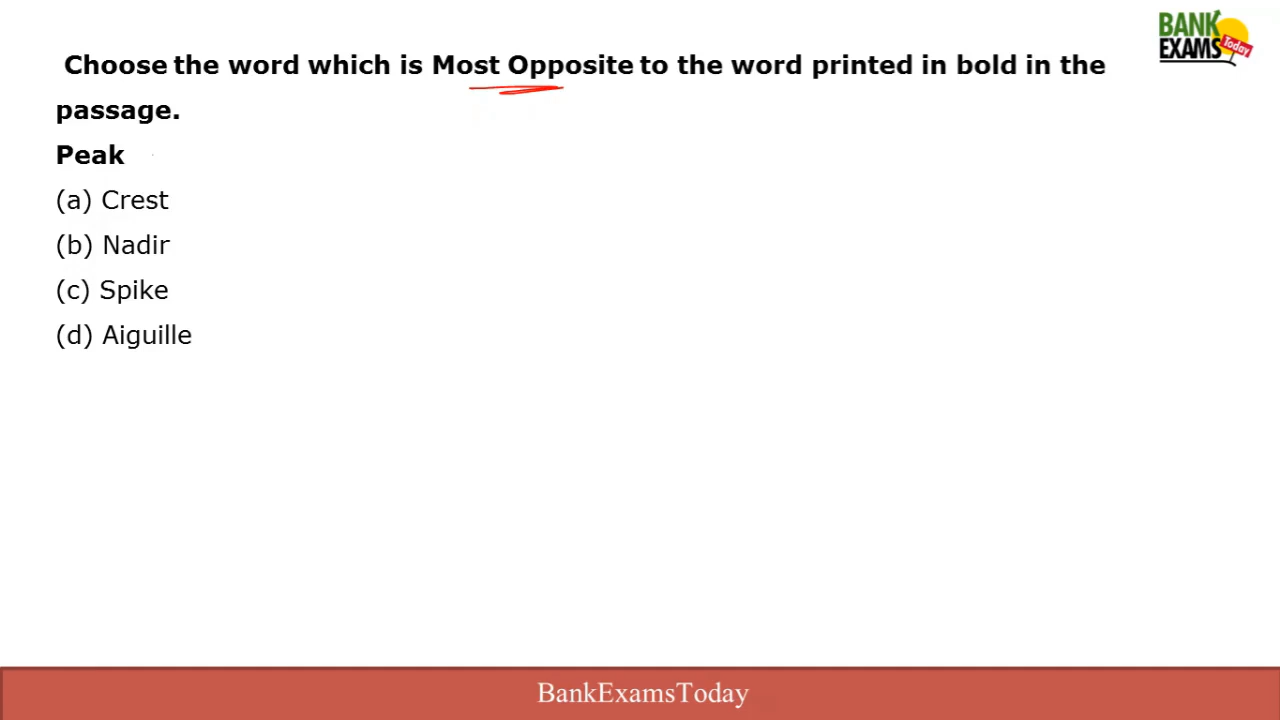 BANK
EXAMS Today
Choose the word which is Most Opposite to the word printed in bold in the
passage.
Peak
(a) Crest
(b) Nadir
(c) Spike
(d) Aiguille
BankExamsToday